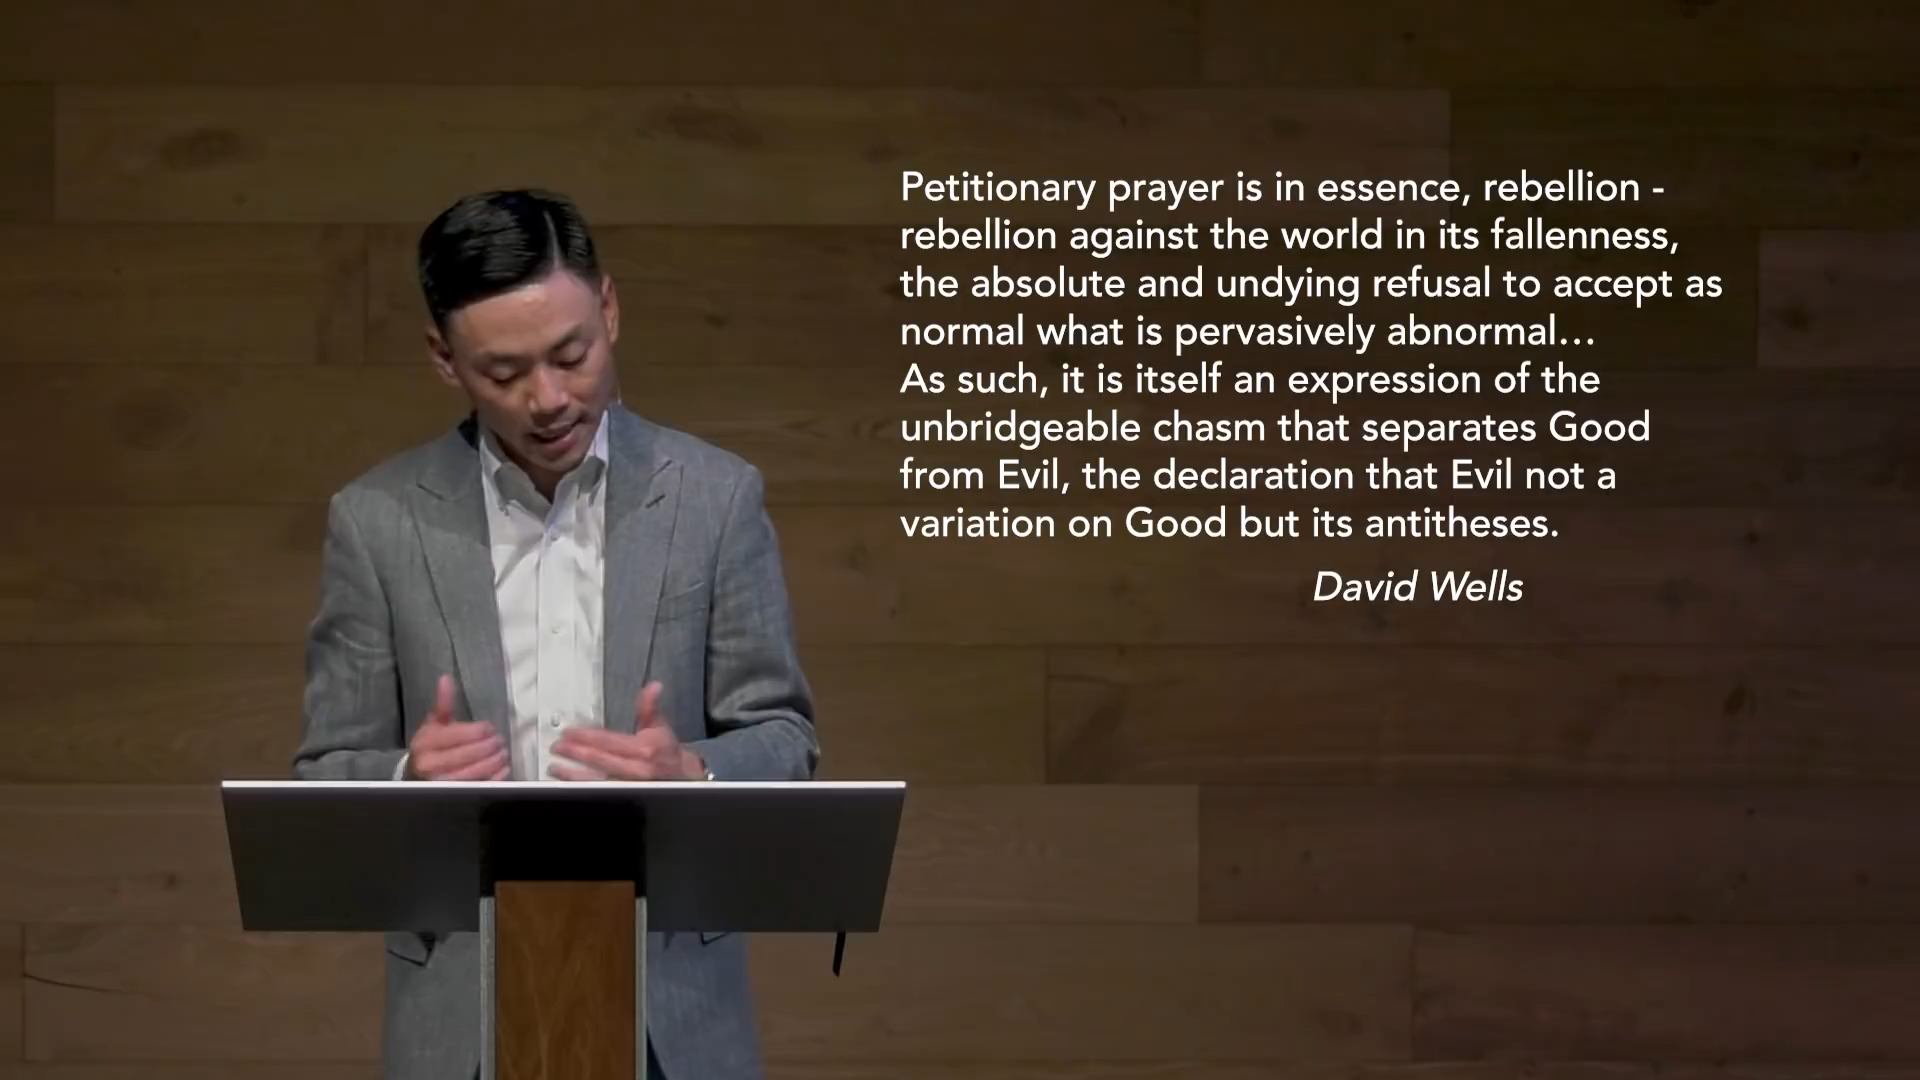 Petitionary prayer is in essence, rebellion -
rebellion against the world in its fallenness,
the absolute and undying refusal to accept as
normal what is pervasively abnormal...
As such, it is itself an expression of the
unbridgeable chasm that separates Good
from Evil, the declaration that Evil not a
variation on Good but its antitheses.
David Wells